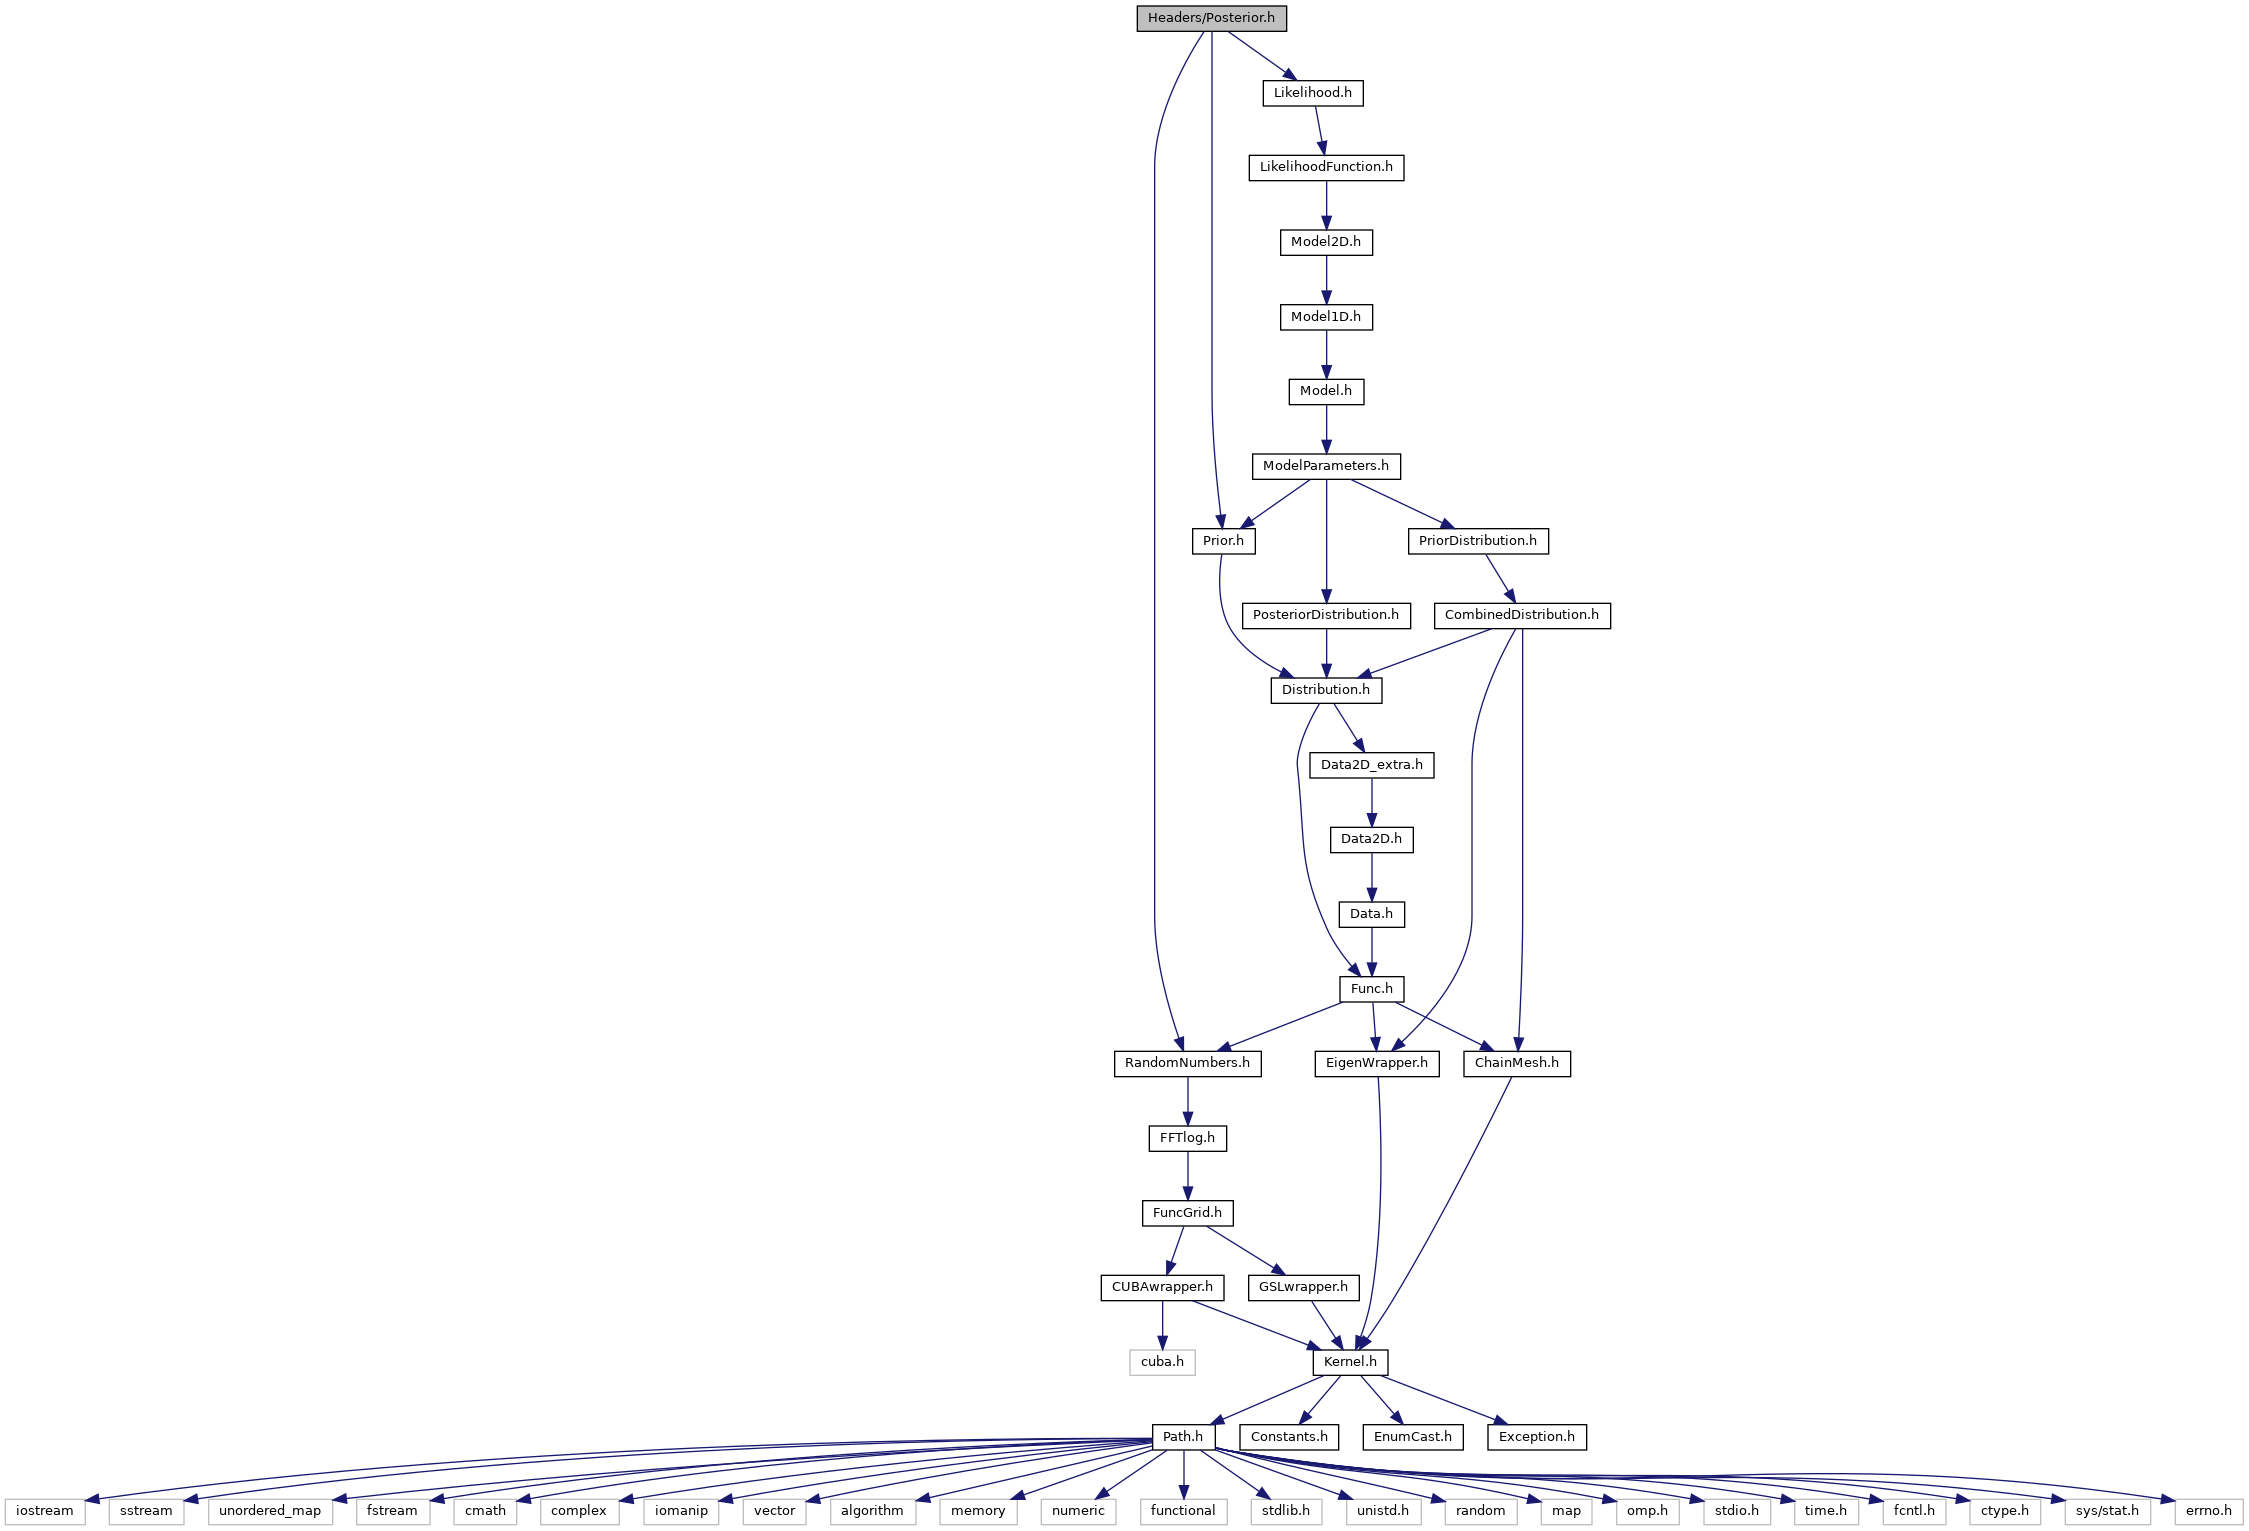 Headers/Posterior.h
Likelihood.h
LikelihoodFunction.h
Model2D.h
Model1D.h
Model.h
ModelParameters.h
Prior.h
PriorDistribution.h
PosteriorDistribution.h
CombinedDistribution.h
Distribution.h
Data2D_extra.h
Data2D.h
Data.h
Func.h
RandomNumbers.h
EigenWrapper.h
ChainMesh.h
FFTlog.h
FuncGrid.h
CUBAwrapper.h
GSLwrapper.h
cuba.h
Kernel.h
Path.h
Constants.h
EnumCast.h
Exception.h
iostream
sstream
unordered_map
fstream
cmath
complex
iomanip
vector
algorithm
memory
numeric
functional
stdlib.h
unistd.h
random
map
omp.h
stdio.h
time.h
fcntl.h
ctype.h
sys/stat.h
errno.h